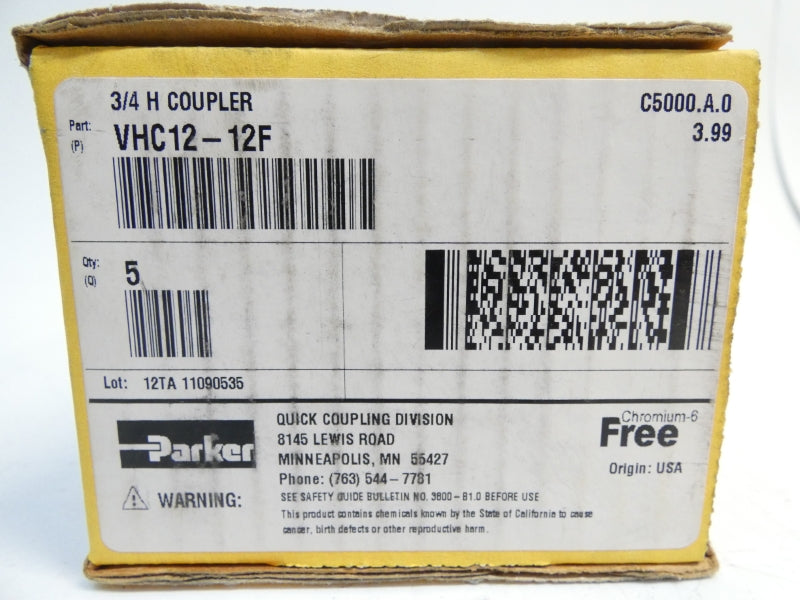 3/4 H COUPLER
C5000.A.0
Part:
(P)
VHC12-12F
3.99
Qty:
(Q)
5
Lot: 12TA 11090535
Parker
QUICK COUPLING DIVISION
8145 LEWIS ROAD
MINNEAPOLIS, MN 55427
Phone: (763) 544-7781
Chromium-6
Free
Origin: USA
WARNING:
SEE SAFETY GUIDE BULLETIN NO. 3800-B1.0 BEFORE USE
This product contains chemicals known by the State of California to cause
cancer, birth defects or other reproductive harm.